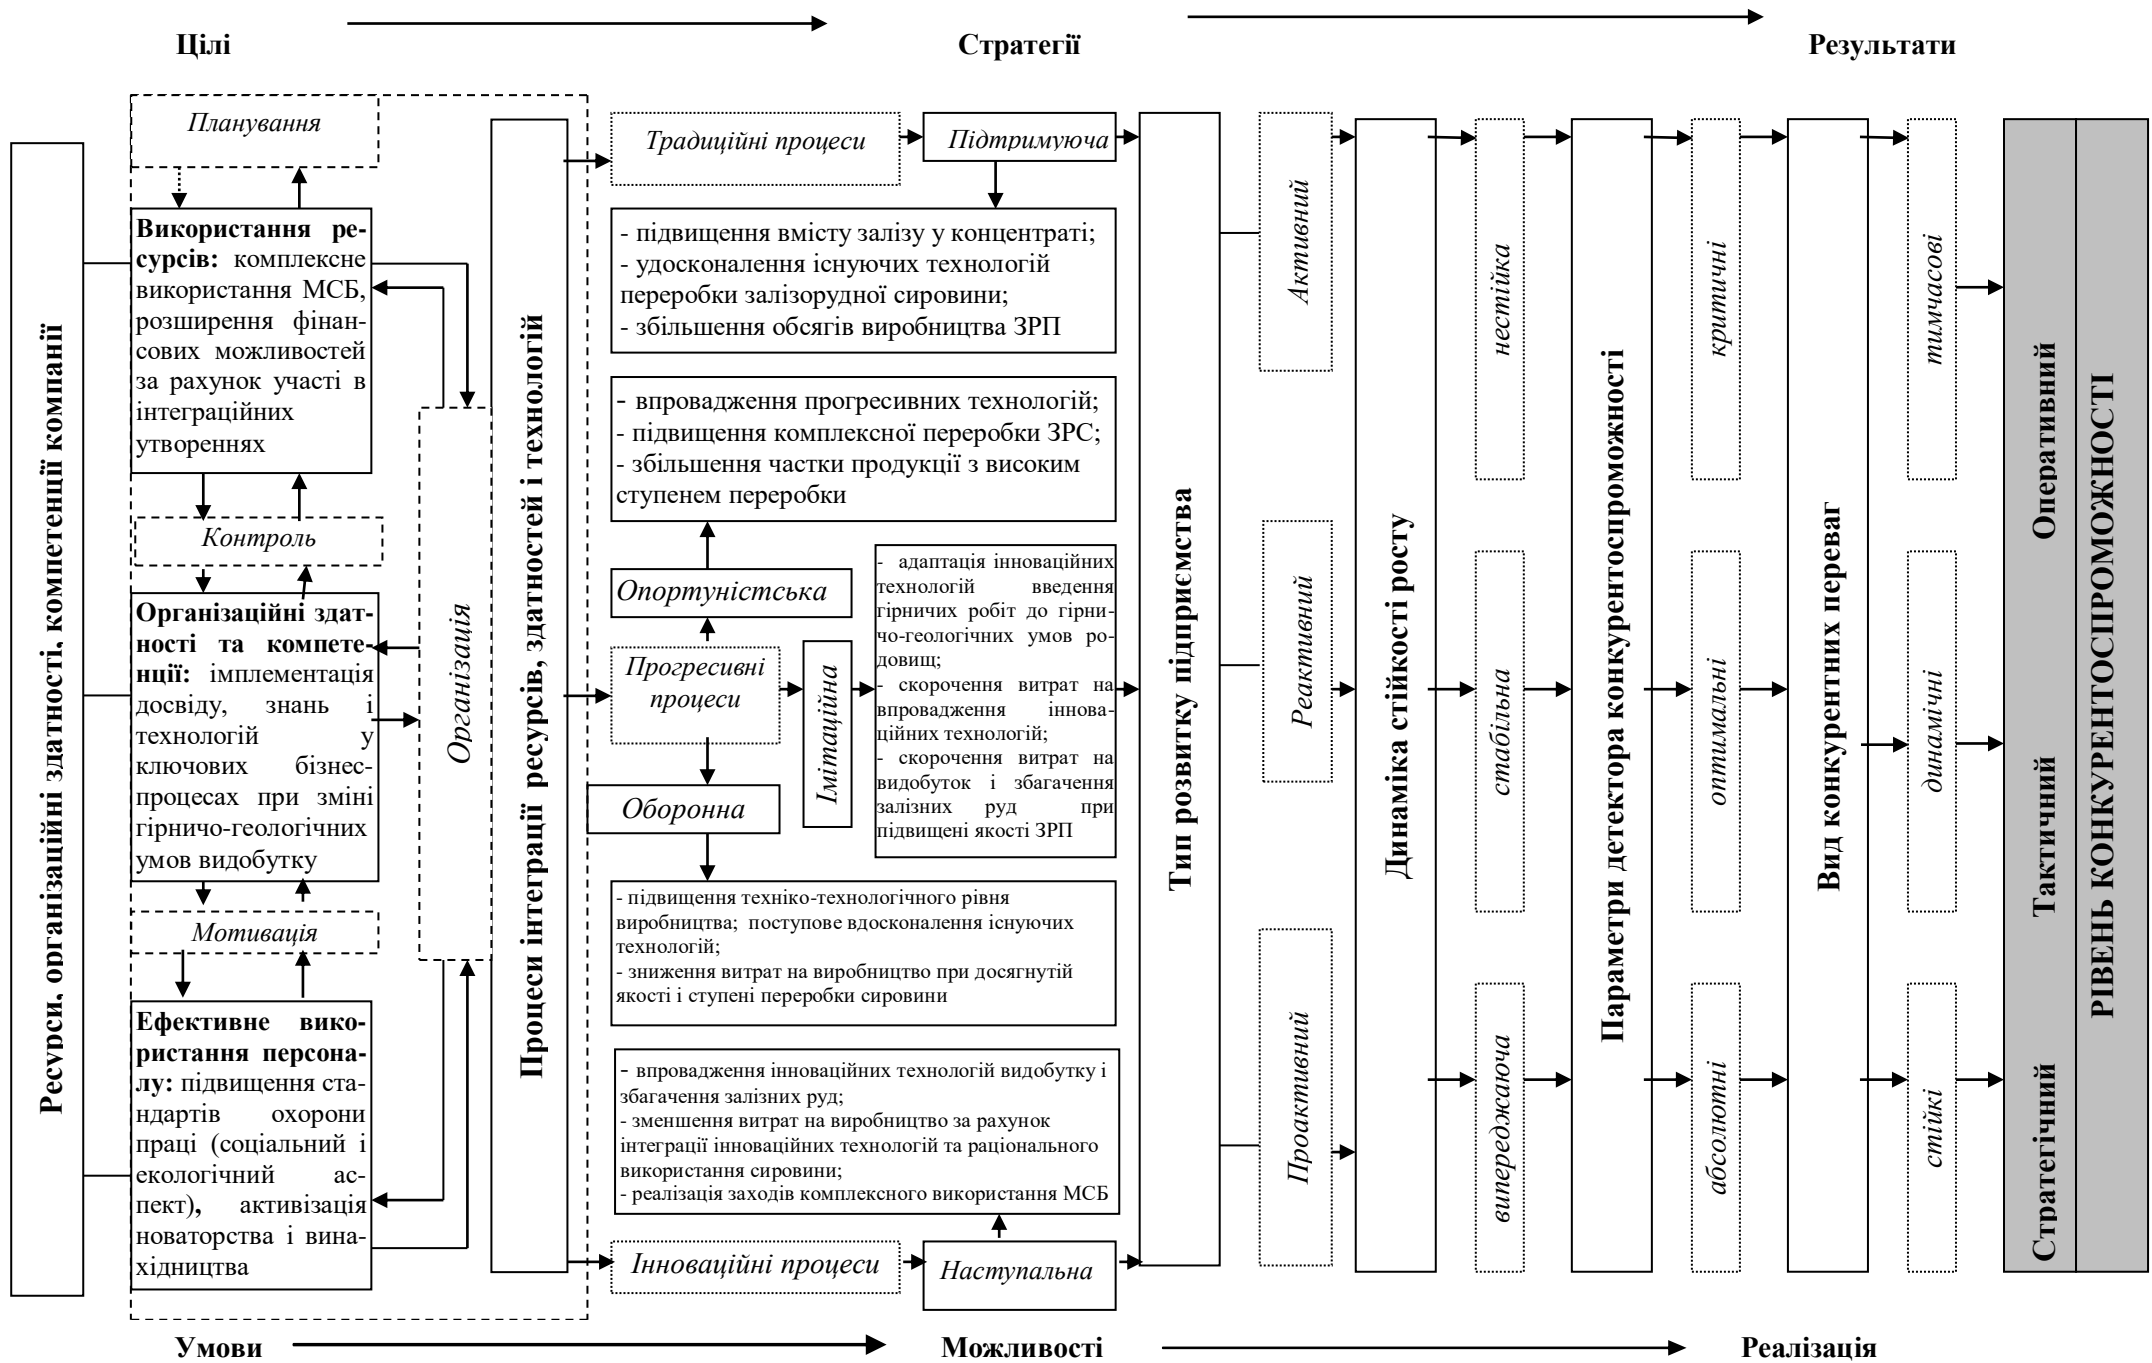 Цілі
Стратегії
Результати
Ресурси, організаційні здатності, компетенції компанії
Планування
Використання ре-
сурсів: комплексне
використання МСБ,
розширення фінан-
сових можливостей
за рахунок участі в
інтеграційних
утвореннях
Контроль
Організаційні здат-
ності та компете-
нції: імплементація
досвіду, знань і
технологій у
ключових бізнес-
процесах при зміні
гірничо-геологічних
умов видобутку
Мотивація
Ефективне вико-
ристання персона-
лу: підвищення ста-
ндартів охорони
праці (соціальний і
екологічний ас-
пект), активізація
новаторства і вина-
хідництва
Організація
Процеси інтеграції ресурсів, здатностей і технологій
Традиційні процеси
Підтримуюча
- підвищення вмісту залізу у концентраті;
- удосконалення існуючих технологій
переробки залізорудної сировини;
- збільшення обсягів виробництва ЗРП
- впровадження прогресивних технологій;
- підвищення комплексної переробки ЗРС;
- збільшення частки продукції з високим
ступенем переробки
Опортуністська
Прогресивні
процеси
Імітаційна
- адаптація інноваційних
технологій введення
гірничих робіт до гірни-
чо-геологічних умов ро-
довищ;
- скорочення витрат на
впровадження іннова-
ційних технологій;
- скорочення витрат на
видобуток і збагачення
залізних руд при
підвищені якості ЗРП
Оборонна
- підвищення техніко-технологічного рівня
виробництва; поступове вдосконалення існуючих
технологій;
- зниження витрат на виробництво при досягнутій
якості і ступені переробки сировини
- впровадження інноваційних технологій видобутку і
збагачення залізних руд;
- зменшення витрат на виробництво за рахунок
інтеграції інноваційних технологій та раціонального
використання сировини;
- реалізація заходів комплексного використання МСБ
Інноваційні процеси
Наступальна
Тип розвитку підприємства
Активний
Реактивний
Проактивний
Динаміка стійкості росту
нестійка
стабільна
випереджаюча
Параметри детектора конкурентоспроможності
критичні
оптимальні
абсолютні
Вид конкурентних переваг
тимчасові
динамічні
стійкі
Оперативний
Тактичний
Стратегічний
РІВЕНЬ КОНКУРЕНТОСПРОМОЖНОСТІ
Умови
Можливості
Реалізація